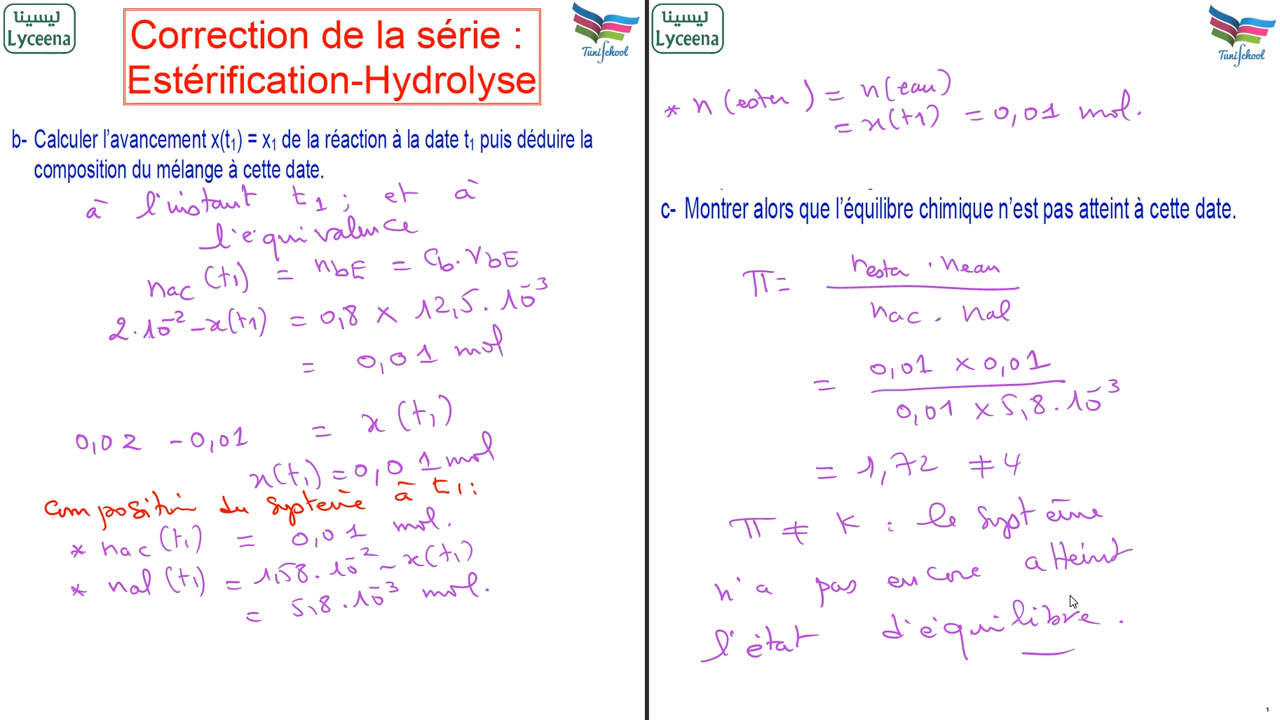 ليسينا
Lyceena
Correction de la série :
Estérification-Hydrolyse
TuniSchool
b- Calculer l'avancement x(t₁) = x₁ de la réaction à la date t₁ puis déduire la
composition du mélange à cette date.
à l'instant t1 ; et à
l'équivalence
nac (t1) = nbE = Cb.VbE
2.10⁻² - x(t1) = 0,8 × 12,5.10⁻³
= 0,01 mol
0,02 - 0,01 = x(t1)
x(t1) = 0,01 mol
Composition du système à t1 :
* nac(t1) = 0,01 mol.
* nal(t1) = 1,58.10⁻² - x(t1)
= 5,8.10⁻³ mol.
ليسينا
Lyceena
TuniSchool
* n(ester) = n(eau)
= x(t1) = 0,01 mol.
c- Montrer alors que l'équilibre chimique n'est pas atteint à cette date.
π = nester . neau
nac . nal
= 0,01 × 0,01
0,01 × 5,8.10⁻³
= 1,72 ≠ 4
π ≠ K : le système
n'a pas encore atteint
l'état d'équilibre.
1